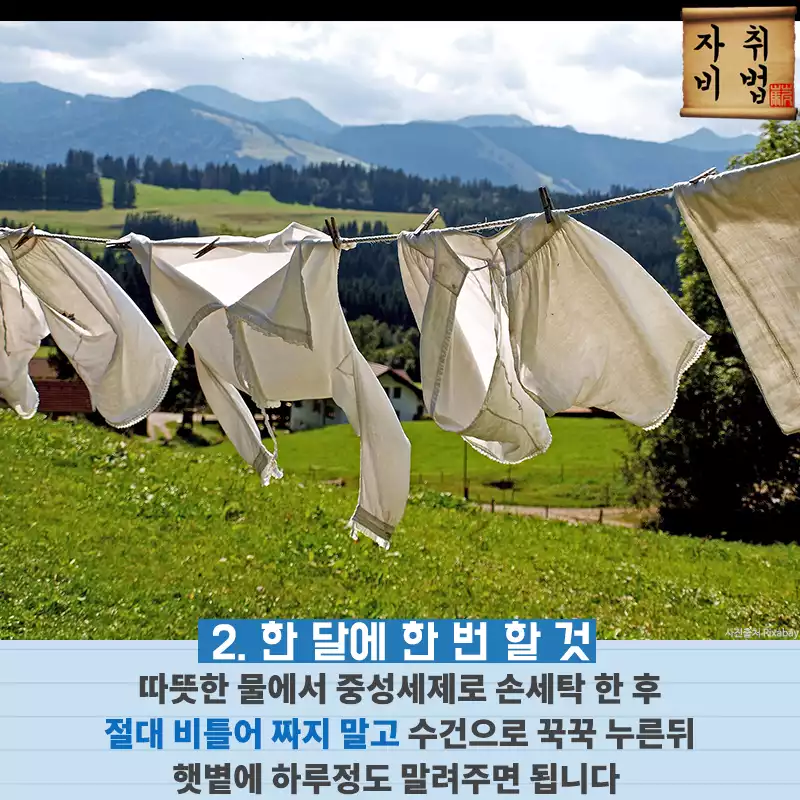 자취
비법
사진출처 Pixabay
2. 한 달에 한 번 할 것
따뜻한 물에서 중성세제로 손세탁 한 후
절대 비틀어 짜지 말고 수건으로 꾹꾹 누른뒤
햇볕에 하루정도 말려주면 됩니다